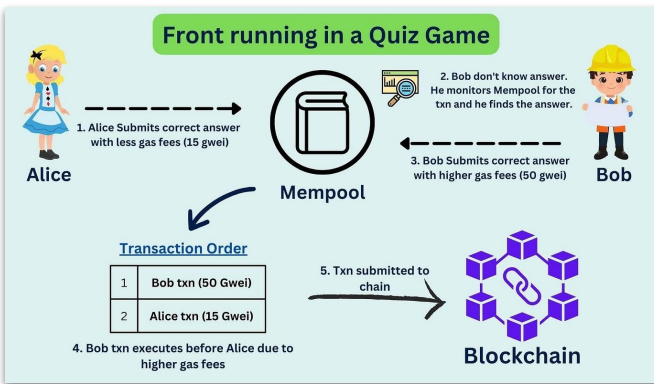 Front running in a Quiz Game
1. Alice Submits correct answer
with less gas fees (15 gwei)
Alice
Mempool
2. Bob don't know answer.
He monitors Mempool for the
txn and he finds the answer.
3. Bob Submits correct answer
with higher gas fees (50 gwei)
Bob
Transaction Order
1 Bob txn (50 Gwei)
2 Alice txn (15 Gwei)
4. Bob txn executes before Alice due to
higher gas fees
5. Txn submitted to
chain
Blockchain